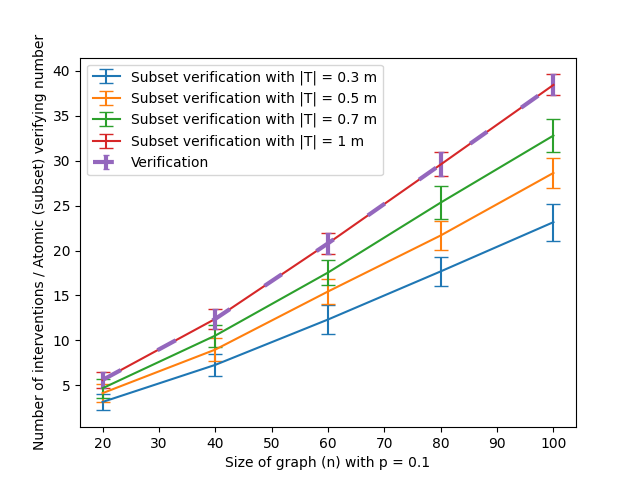 Number of interventions / Atomic (subset) verifying number
40
35
30
25
20
15
10
5
Subset verification with |T| = 0.3 m
Subset verification with |T| = 0.5 m
Subset verification with |T| = 0.7 m
Subset verification with |T| = 1 m
Verification
20 30 40 50 60 70 80 90 100
Size of graph (n) with p = 0.1